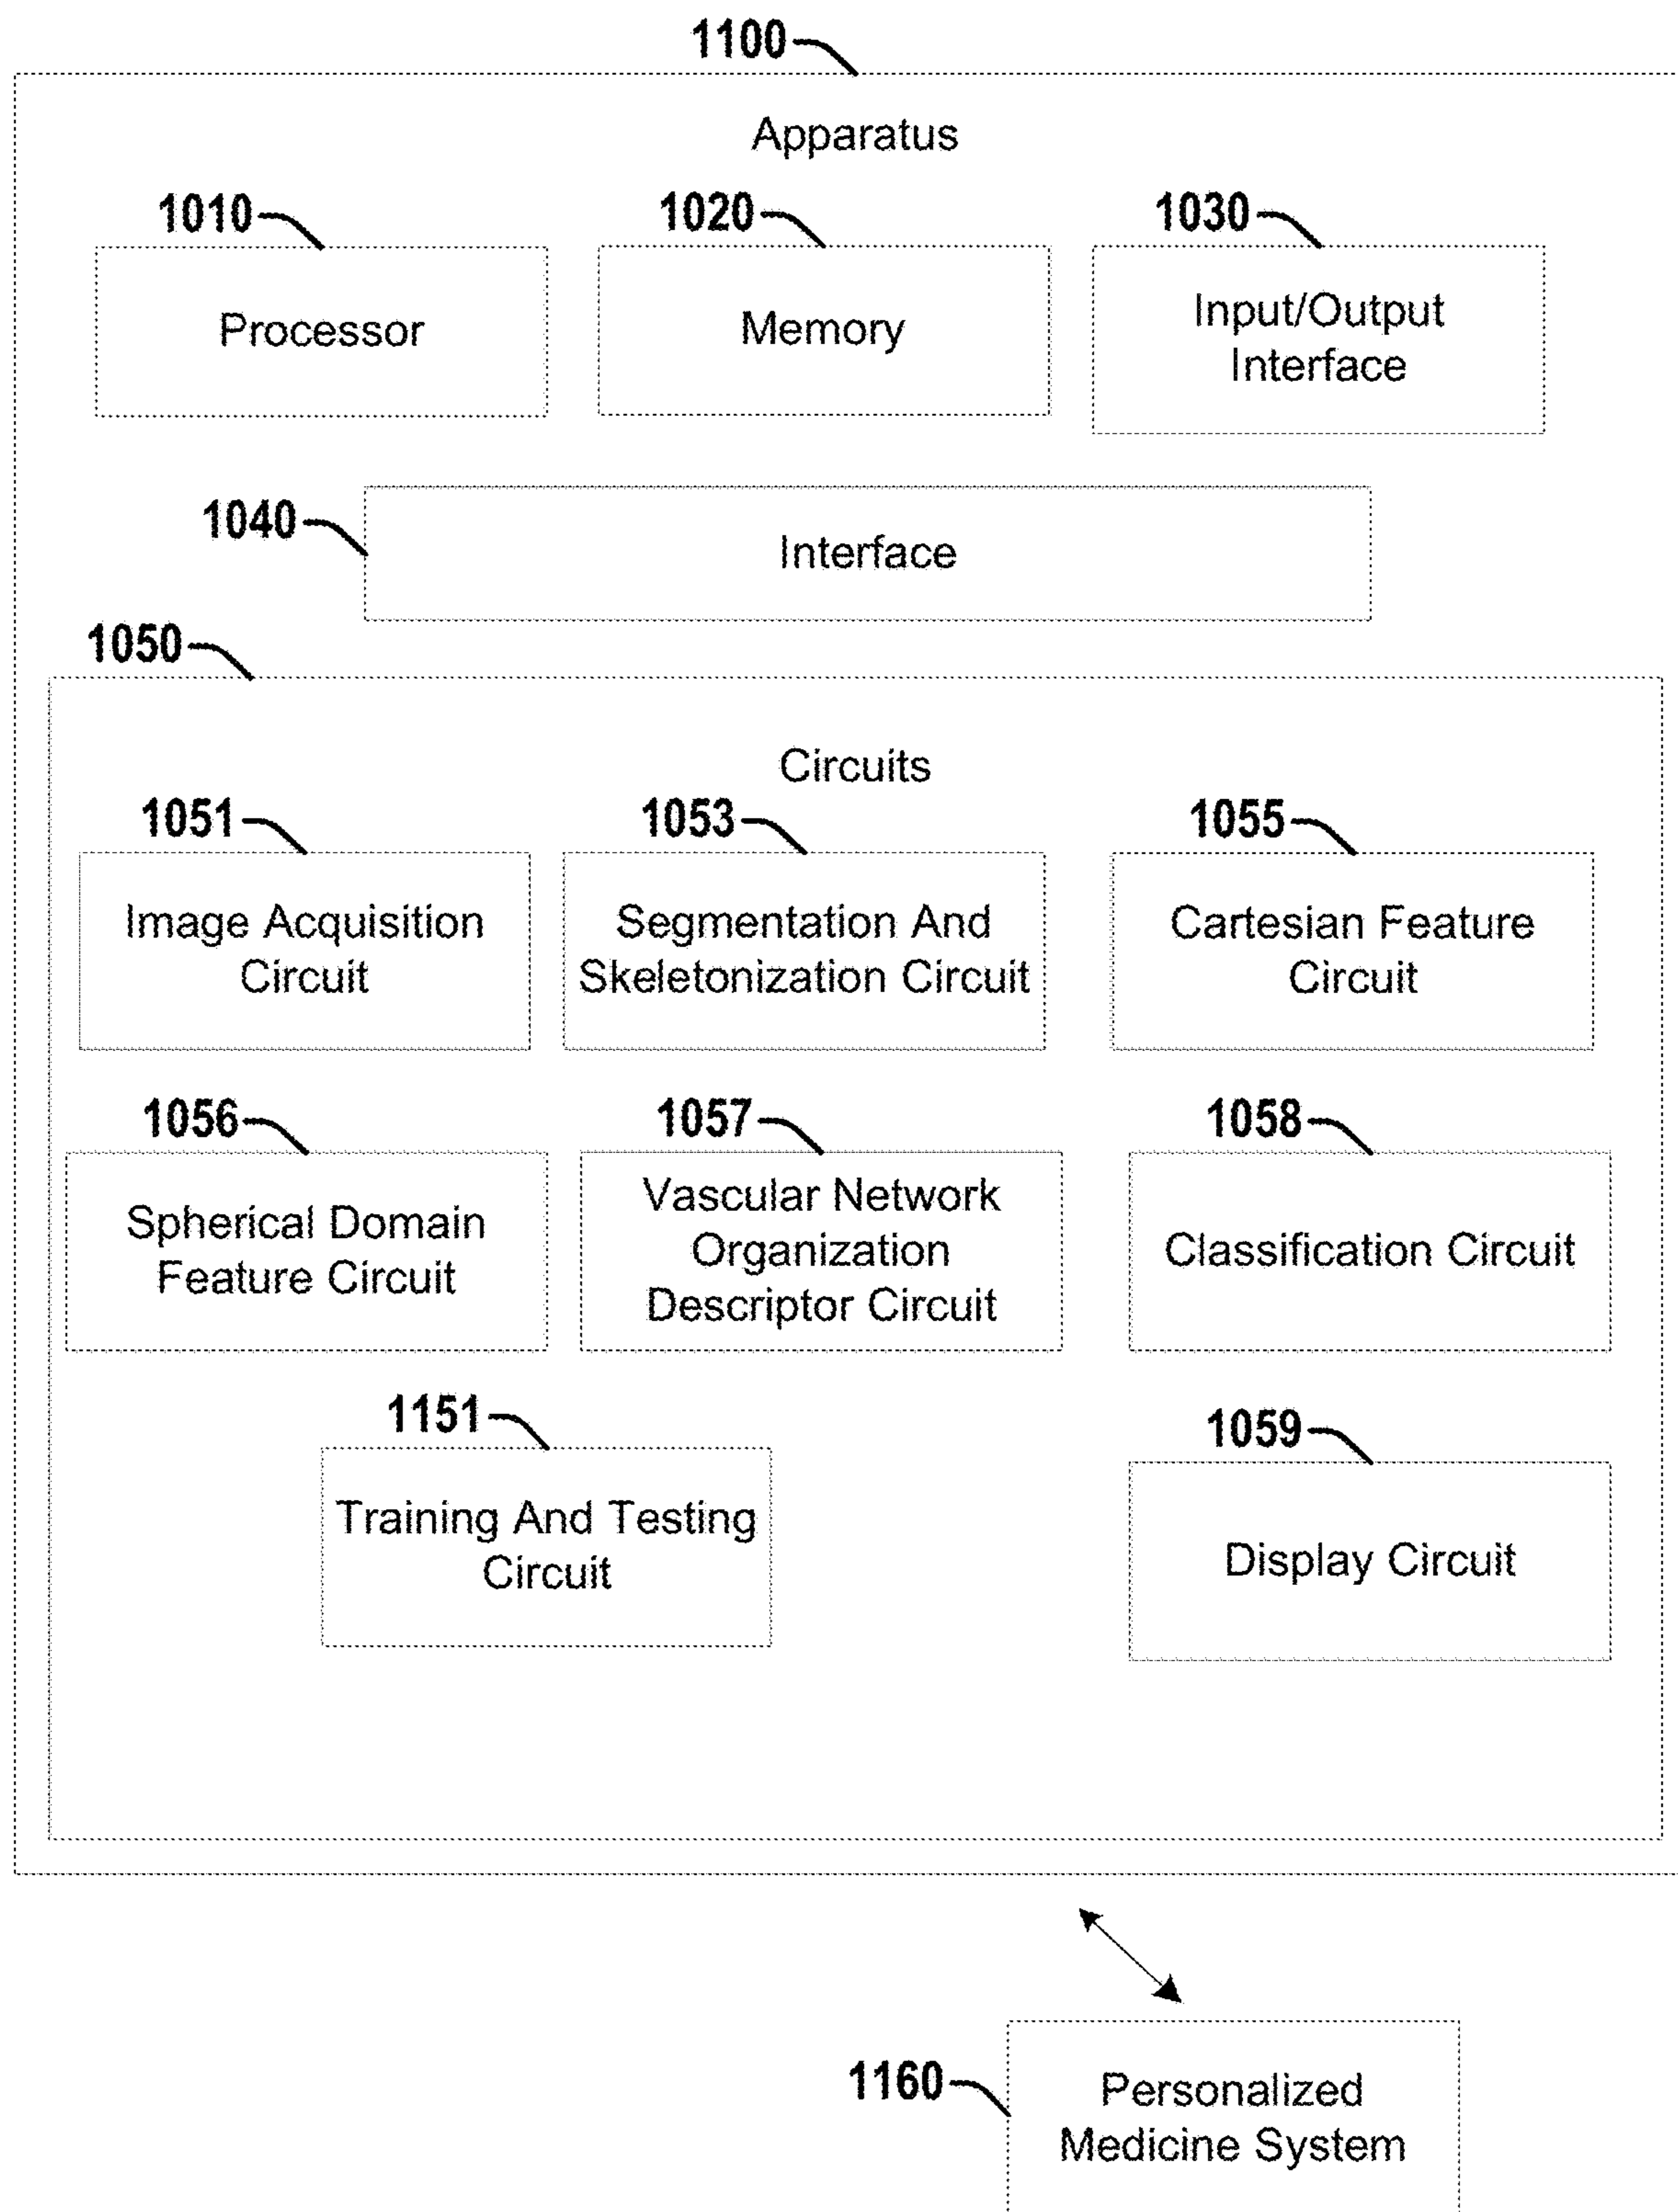 1100
Apparatus
1010
1020
1030
Processor
Memory
Input/Output
Interface
1040
Interface
1050
Circuits
1051
1053
1055
Image Acquisition
Circuit
Segmentation And
Skeletonization Circuit
Cartesian Feature
Circuit
1056
1057
1058
Spherical Domain
Feature Circuit
Vascular Network
Organization
Descriptor Circuit
Classification Circuit
1151
1059
Training And Testing
Circuit
Display Circuit
1160
Personalized
Medicine System